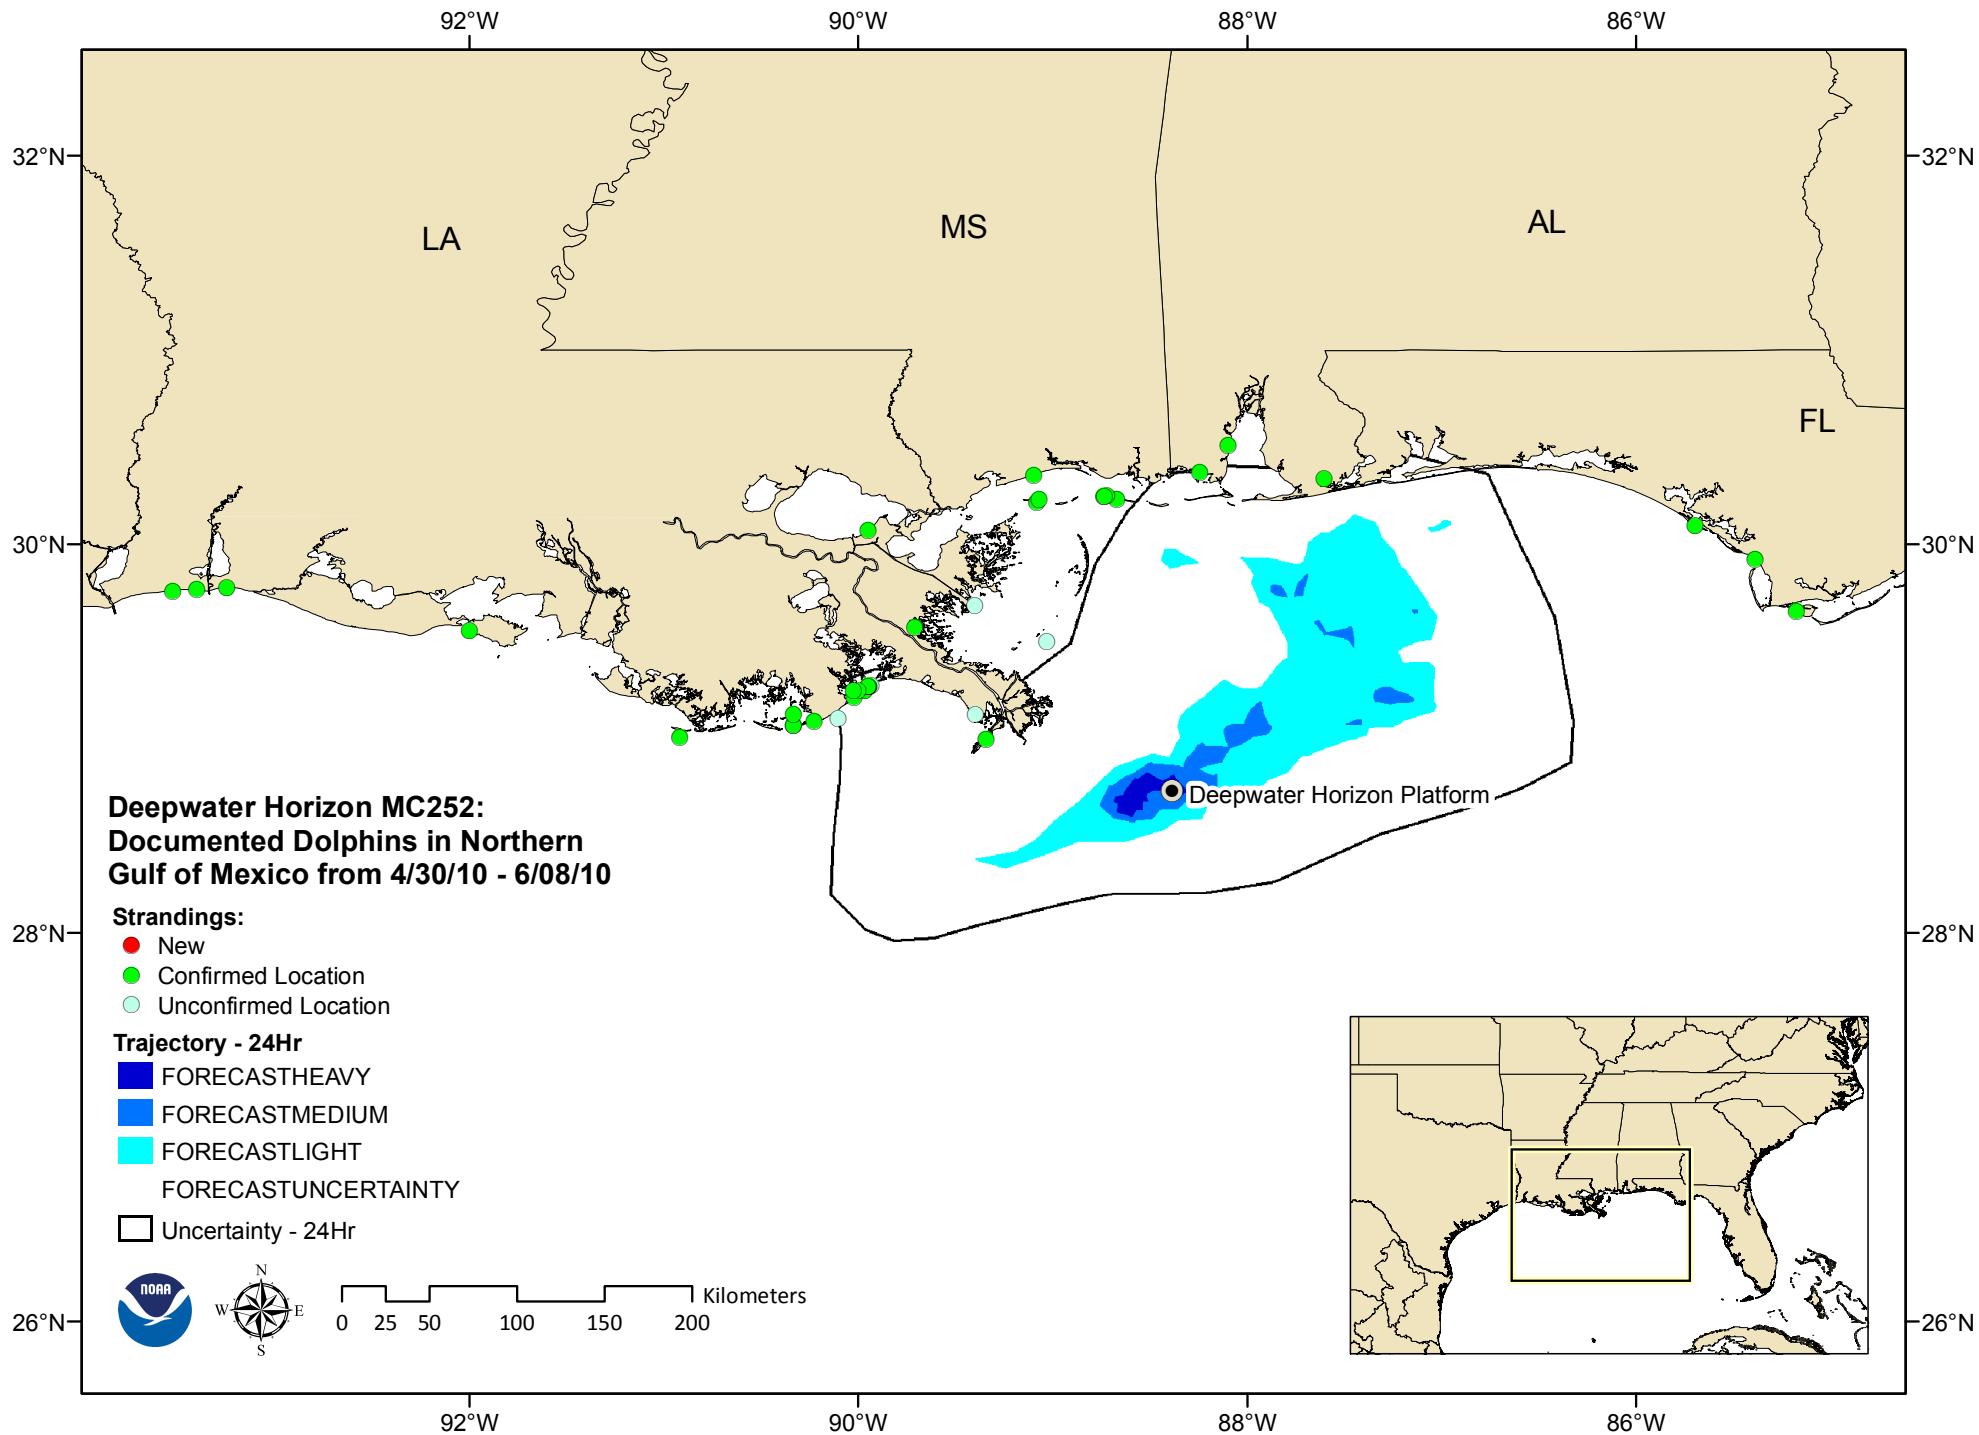 92°W 90°W 88°W 86°W
32°N 32°N
LA MS AL
FL
30°N 30°N
Deepwater Horizon Platform
Deepwater Horizon MC252:
Documented Dolphins in Northern
Gulf of Mexico from 4/30/10 - 6/08/10
Strandings:
28°N 28°N
New
Confirmed Location
Unconfirmed Location
Trajectory - 24Hr
FORECASTHEAVY
FORECASTMEDIUM
FORECASTLIGHT
FORECASTUNCERTAINTY
Uncertainty - 24Hr
NOAA
N
W E
S
Kilometers
0 25 50 100 150 200
26°N 26°N
92°W 90°W 88°W 86°W